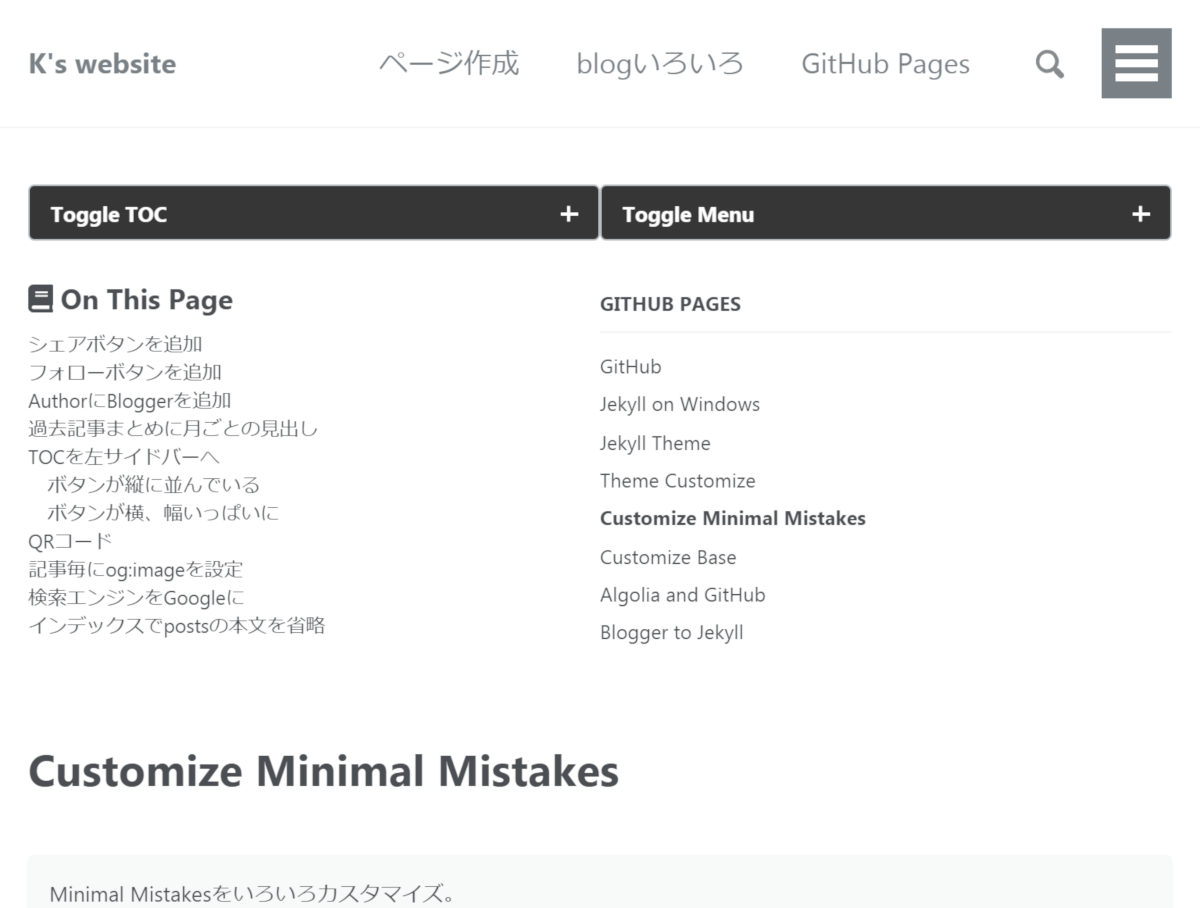 K's website
ページ作成
blogいろいろ
GitHub Pages
Toggle TOC
Toggle Menu
On This Page
シェアボタンを追加
フォローボタンを追加
AuthorにBloggerを追加
過去記事まとめに月ごとの見出し
TOCを左サイドバーへ
ボタンが縦に並んでいる
ボタンが横、幅いっぱいに
QRコード
記事毎にog:imageを設定
検索エンジンをGoogleに
インデックスでpostsの本文を省略
GITHUB PAGES
GitHub
Jekyll on Windows
Jekyll Theme
Theme Customize
Customize Minimal Mistakes
Customize Base
Algolia and GitHub
Blogger to Jekyll
Customize Minimal Mistakes
Minimal Mistakesをいろいろカスタマイズ。